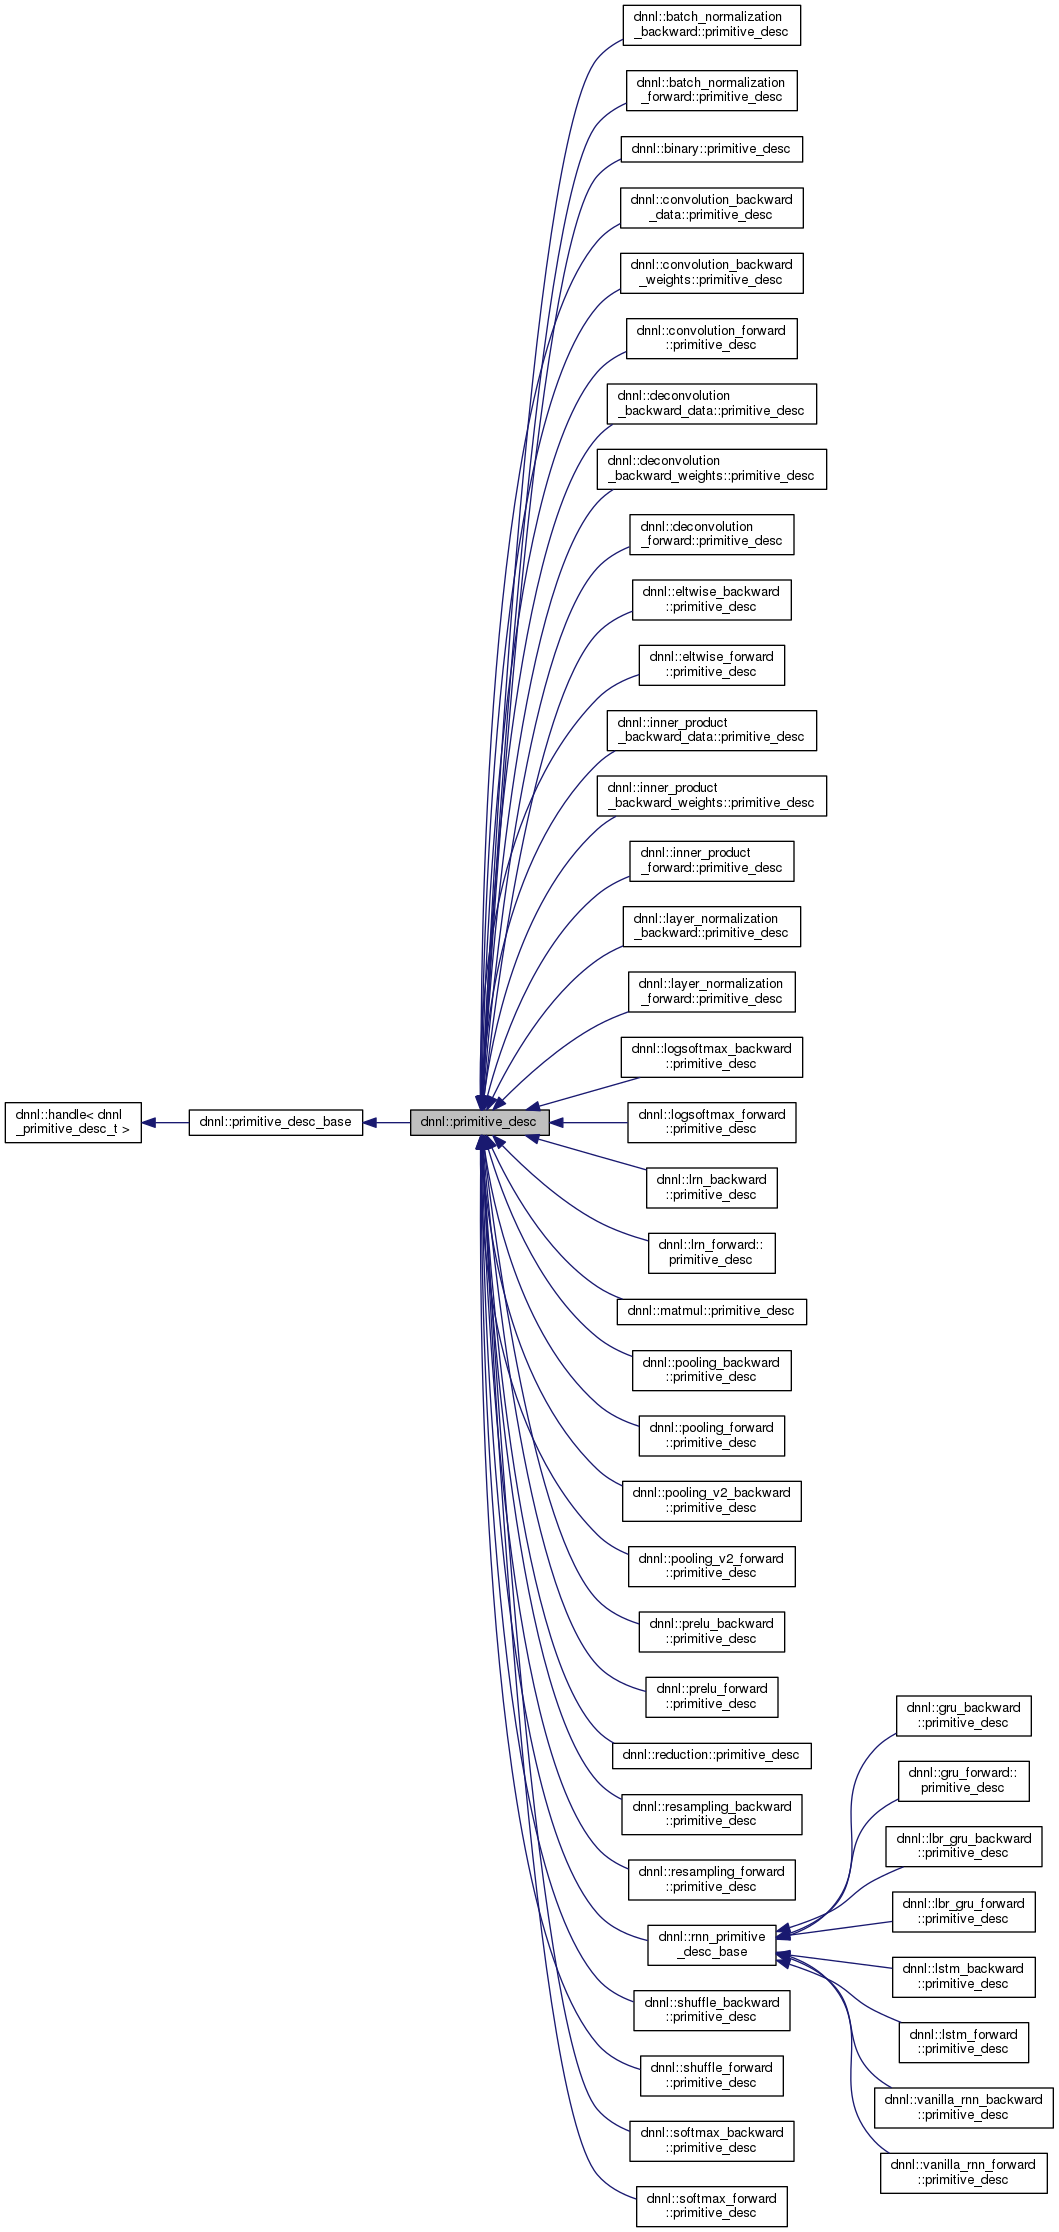 dnnl::batch_normalization
_backward::primitive_desc
dnnl::batch_normalization
_forward::primitive_desc
dnnl::binary::primitive_desc
dnnl::convolution_backward
_data::primitive_desc
dnnl::convolution_backward
_weights::primitive_desc
dnnl::convolution_forward
::primitive_desc
dnnl::deconvolution
_backward_data::primitive_desc
dnnl::deconvolution
_backward_weights::primitive_desc
dnnl::deconvolution
_forward::primitive_desc
dnnl::eltwise_backward
::primitive_desc
dnnl::eltwise_forward
::primitive_desc
dnnl::inner_product
_backward_data::primitive_desc
dnnl::inner_product
_backward_weights::primitive_desc
dnnl::inner_product
_forward::primitive_desc
dnnl::layer_normalization
_backward::primitive_desc
dnnl::layer_normalization
_forward::primitive_desc
dnnl::logsoftmax_backward
::primitive_desc
dnnl::handle< dnnl
_primitive_desc_t >
dnnl::primitive_desc_base
dnnl::primitive_desc
dnnl::logsoftmax_forward
::primitive_desc
dnnl::lrn_backward
::primitive_desc
dnnl::lrn_forward::
primitive_desc
dnnl::matmul::primitive_desc
dnnl::pooling_backward
::primitive_desc
dnnl::pooling_forward
::primitive_desc
dnnl::pooling_v2_backward
::primitive_desc
dnnl::pooling_v2_forward
::primitive_desc
dnnl::prelu_backward
::primitive_desc
dnnl::prelu_forward
::primitive_desc
dnnl::reduction::primitive_desc
dnnl::resampling_backward
::primitive_desc
dnnl::resampling_forward
::primitive_desc
dnnl::rnn_primitive
_desc_base
dnnl::shuffle_backward
::primitive_desc
dnnl::shuffle_forward
::primitive_desc
dnnl::softmax_backward
::primitive_desc
dnnl::softmax_forward
::primitive_desc
dnnl::gru_backward
::primitive_desc
dnnl::gru_forward::
primitive_desc
dnnl::lbr_gru_backward
::primitive_desc
dnnl::lbr_gru_forward
::primitive_desc
dnnl::lstm_backward
::primitive_desc
dnnl::lstm_forward
::primitive_desc
dnnl::vanilla_rnn_backward
::primitive_desc
dnnl::vanilla_rnn_forward
::primitive_desc